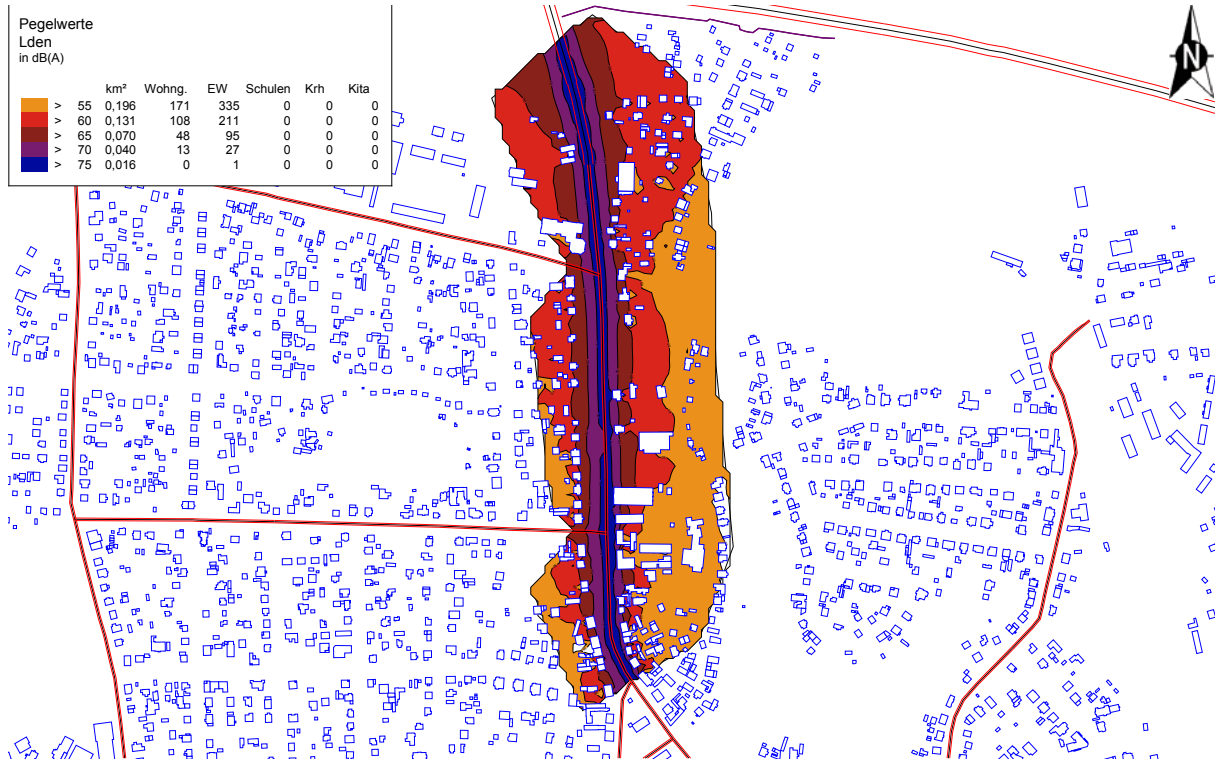 Pegelwerte
Lden
in dB(A)
km² Wohng. EW Schulen Krh Kita
> 55 0,196 171 335 0 0 0
> 60 0,131 108 211 0 0 0
> 65 0,070 48 95 0 0 0
> 70 0,040 13 27 0 0 0
> 75 0,016 0 1 0 0 0
N